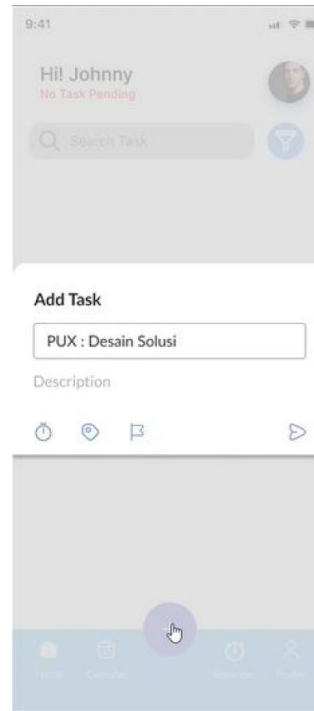 9:41
Hi! Johnny
No Task Pending
Search Task
Add Task
PUX : Desain Solusi
Description
Home
Calendar
Profile